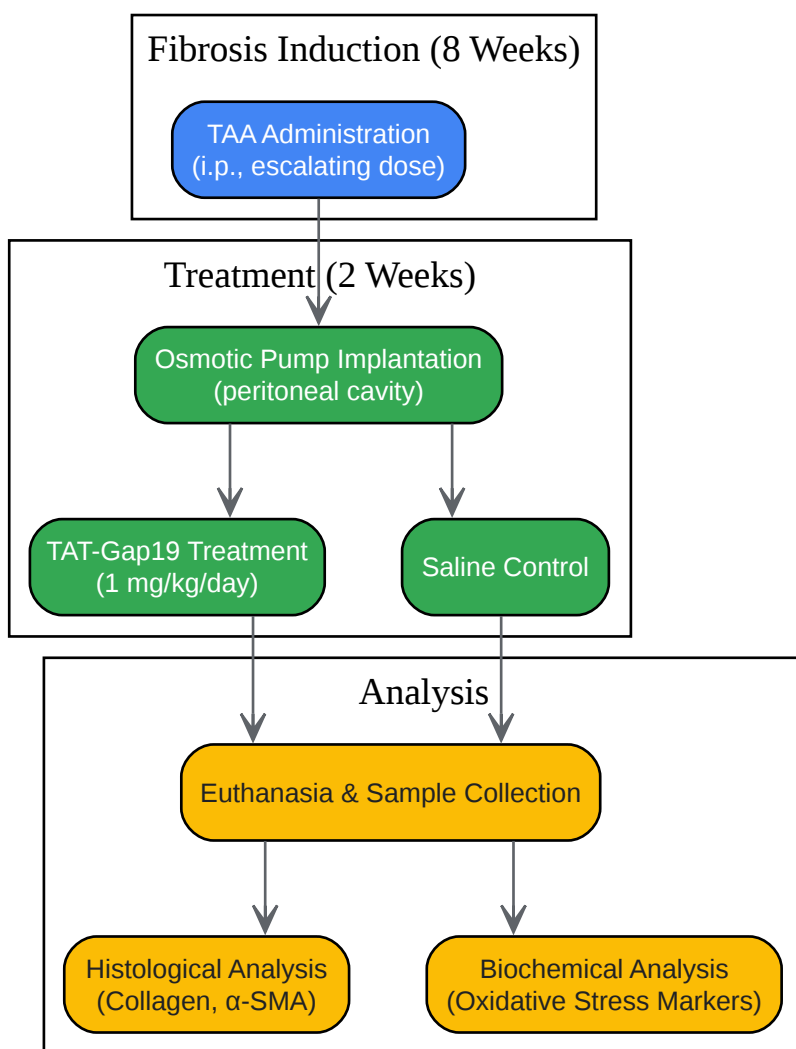 Fibrosis Induction (8 Weeks)
TAA Administration
(i.p., escalating dose)
Treatment (2 Weeks)
Osmotic Pump Implantation
(peritoneal cavity)
TAT-Gap19 Treatment
(1 mg/kg/day)
Saline Control
Analysis
Euthanasia & Sample Collection
Histological Analysis
(Collagen, α-SMA)
Biochemical Analysis
(Oxidative Stress Markers)